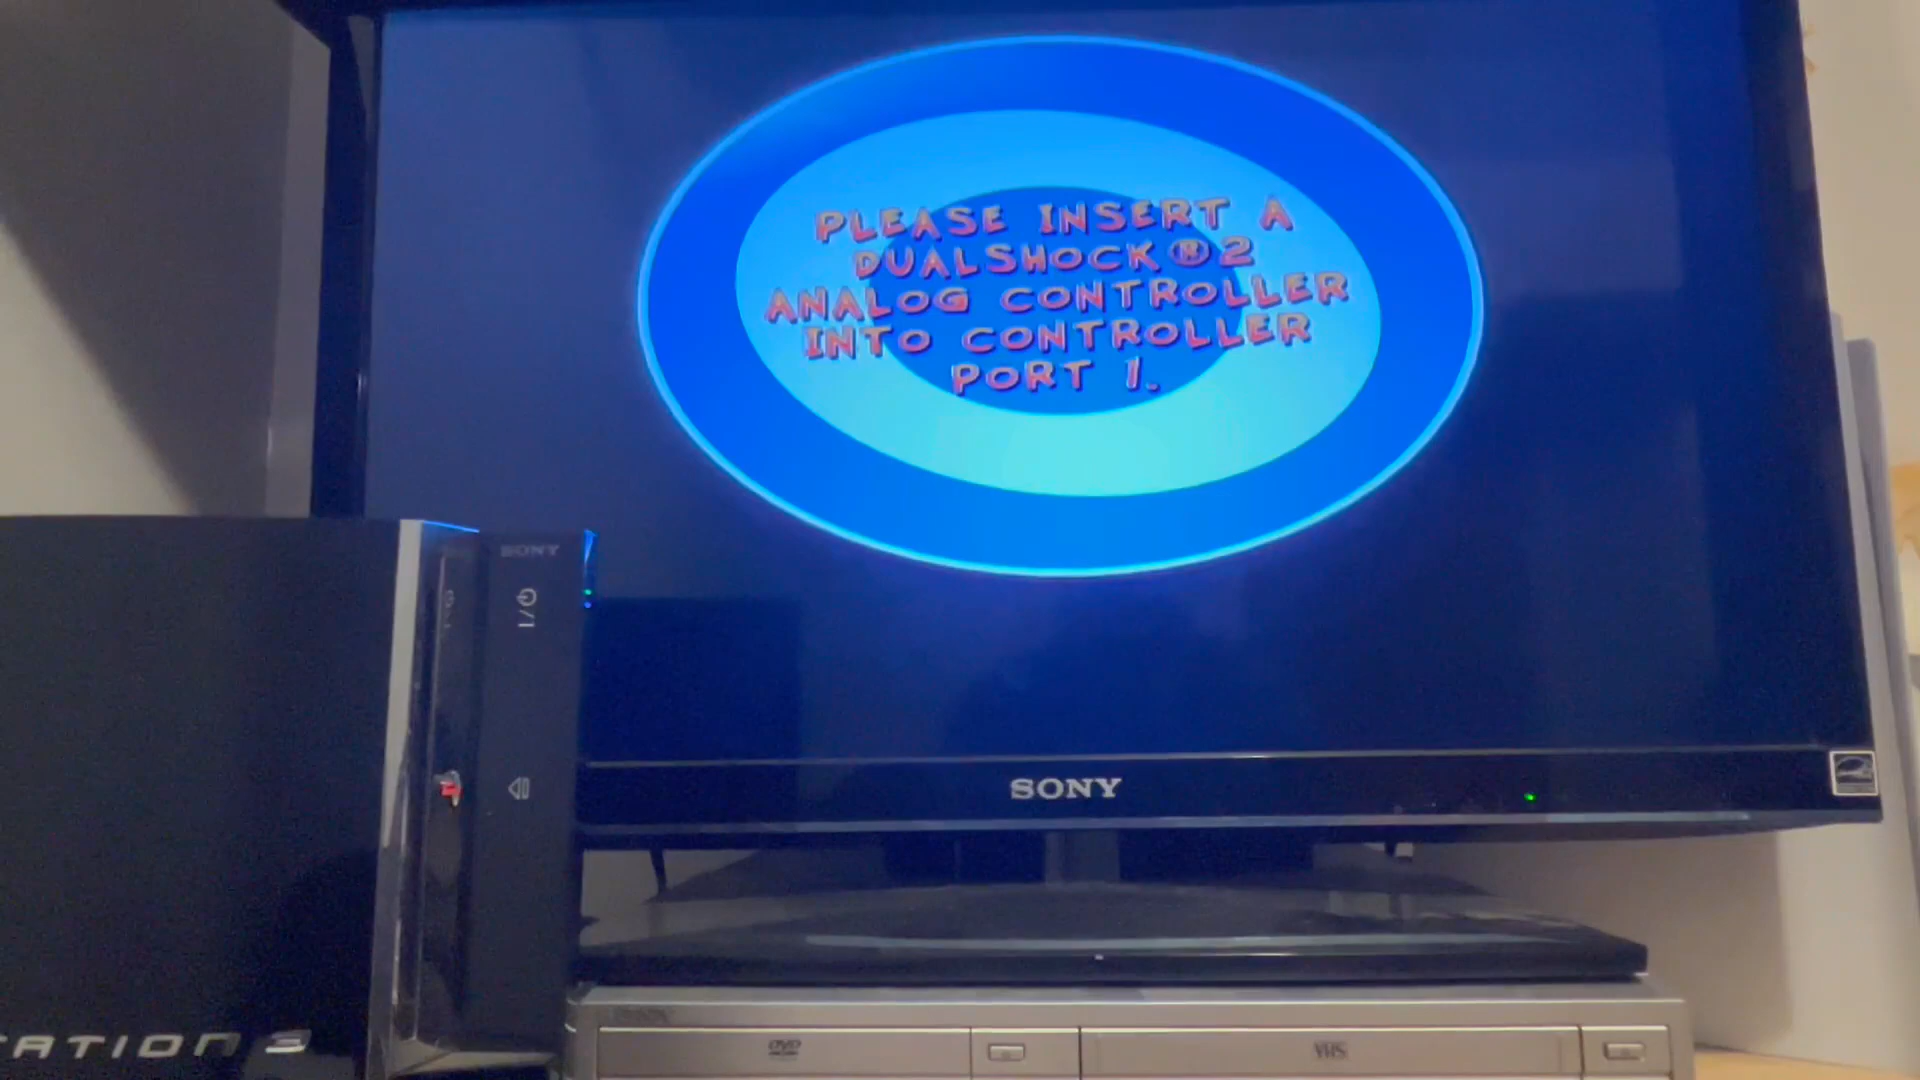 PLEASE INSERT A
DUALSHOCK®2
ANALOG CONTROLLER
INTO CONTROLLER
PORT 1.
SONY
SONY
DVD
VHS